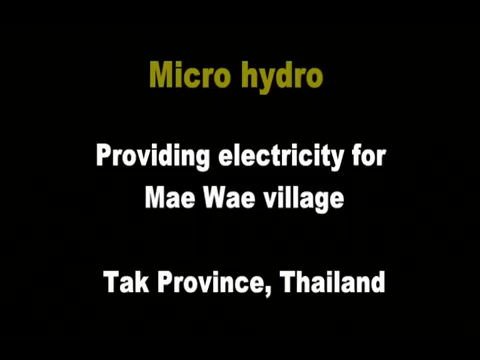 Micro hydro
Providing electricity for
Mae Wae village
Tak Province, Thailand